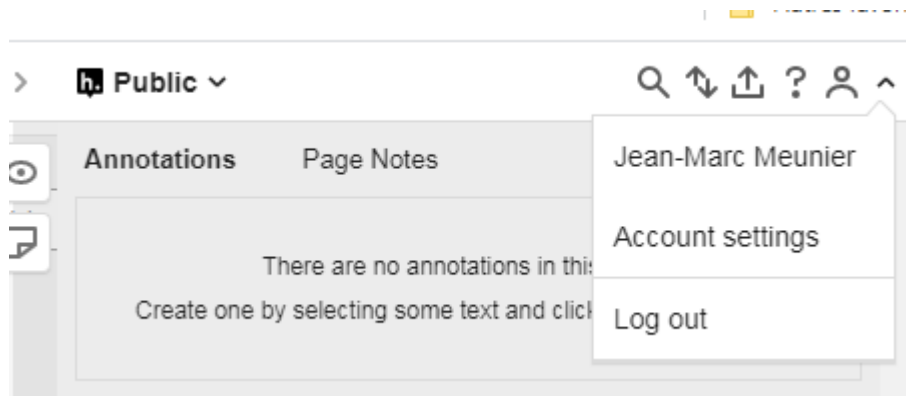 h. Public
Annotations Page Notes
Jean-Marc Meunier
Account settings
There are no annotations in this
Create one by selecting some text and click
Log out